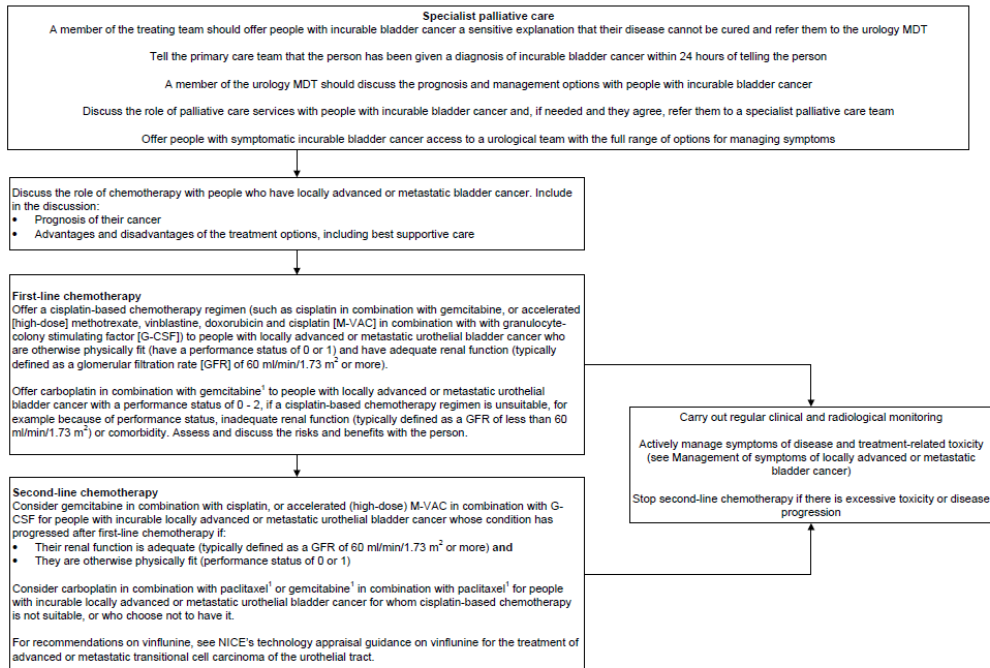 Specialist palliative care
A member of the treating team should offer people with incurable bladder cancer a sensitive explanation that their disease cannot be cured and refer them to the urology MDT
Tell the primary care team that the person has been given a diagnosis of incurable bladder cancer within 24 hours of telling the person
A member of the urology MDT should discuss the prognosis and management options with people with incurable bladder cancer
Discuss the role of palliative care services with people with incurable bladder cancer and, if needed and they agree, refer them to a specialist palliative care team
Offer people with symptomatic incurable bladder cancer access to a urological team with the full range of options for managing symptoms
Discuss the role of chemotherapy with people who have locally advanced or metastatic bladder cancer. Include
in the discussion:
• Prognosis of their cancer
• Advantages and disadvantages of the treatment options, including best supportive care
First-line chemotherapy
Offer a cisplatin-based chemotherapy regimen (such as cisplatin in combination with gemcitabine, or accelerated
[high-dose] methotrexate, vinblastine, doxorubicin and cisplatin [M-VAC] in combination with with granulocyte-
colony stimulating factor [G-CSF]) to people with locally advanced or metastatic urothelial bladder cancer who
are otherwise physically fit (have a performance status of 0 or 1) and have adequate renal function (typically
defined as a glomerular filtration rate [GFR] of 60 ml/min/1.73 m² or more).
Offer carboplatin in combination with gemcitabine¹ to people with locally advanced or metastatic urothelial
bladder cancer with a performance status of 0 - 2, if a cisplatin-based chemotherapy regimen is unsuitable, for
example because of performance status, inadequate renal function (typically defined as a GFR of less than 60
ml/min/1.73 m²) or comorbidity. Assess and discuss the risks and benefits with the person.
Carry out regular clinical and radiological monitoring
Actively manage symptoms of disease and treatment-related toxicity
(see Management of symptoms of locally advanced or metastatic
bladder cancer)
Stop second-line chemotherapy if there is excessive toxicity or disease
progression
Second-line chemotherapy
Consider gemcitabine in combination with cisplatin, or accelerated (high-dose) M-VAC in combination with G-
CSF for people with incurable locally advanced or metastatic urothelial bladder cancer whose condition has
progressed after first-line chemotherapy if:
• Their renal function is adequate (typically defined as a GFR of 60 ml/min/1.73 m² or more) and
• They are otherwise physically fit (performance status of 0 or 1)
Consider carboplatin in combination with paclitaxel¹ or gemcitabine¹ in combination with paclitaxel¹ for people
with incurable locally advanced or metastatic urothelial bladder cancer for whom cisplatin-based chemotherapy
is not suitable, or who choose not to have it.
For recommendations on vinflunine, see NICE's technology appraisal guidance on vinflunine for the treatment of
advanced or metastatic transitional cell carcinoma of the urothelial tract.